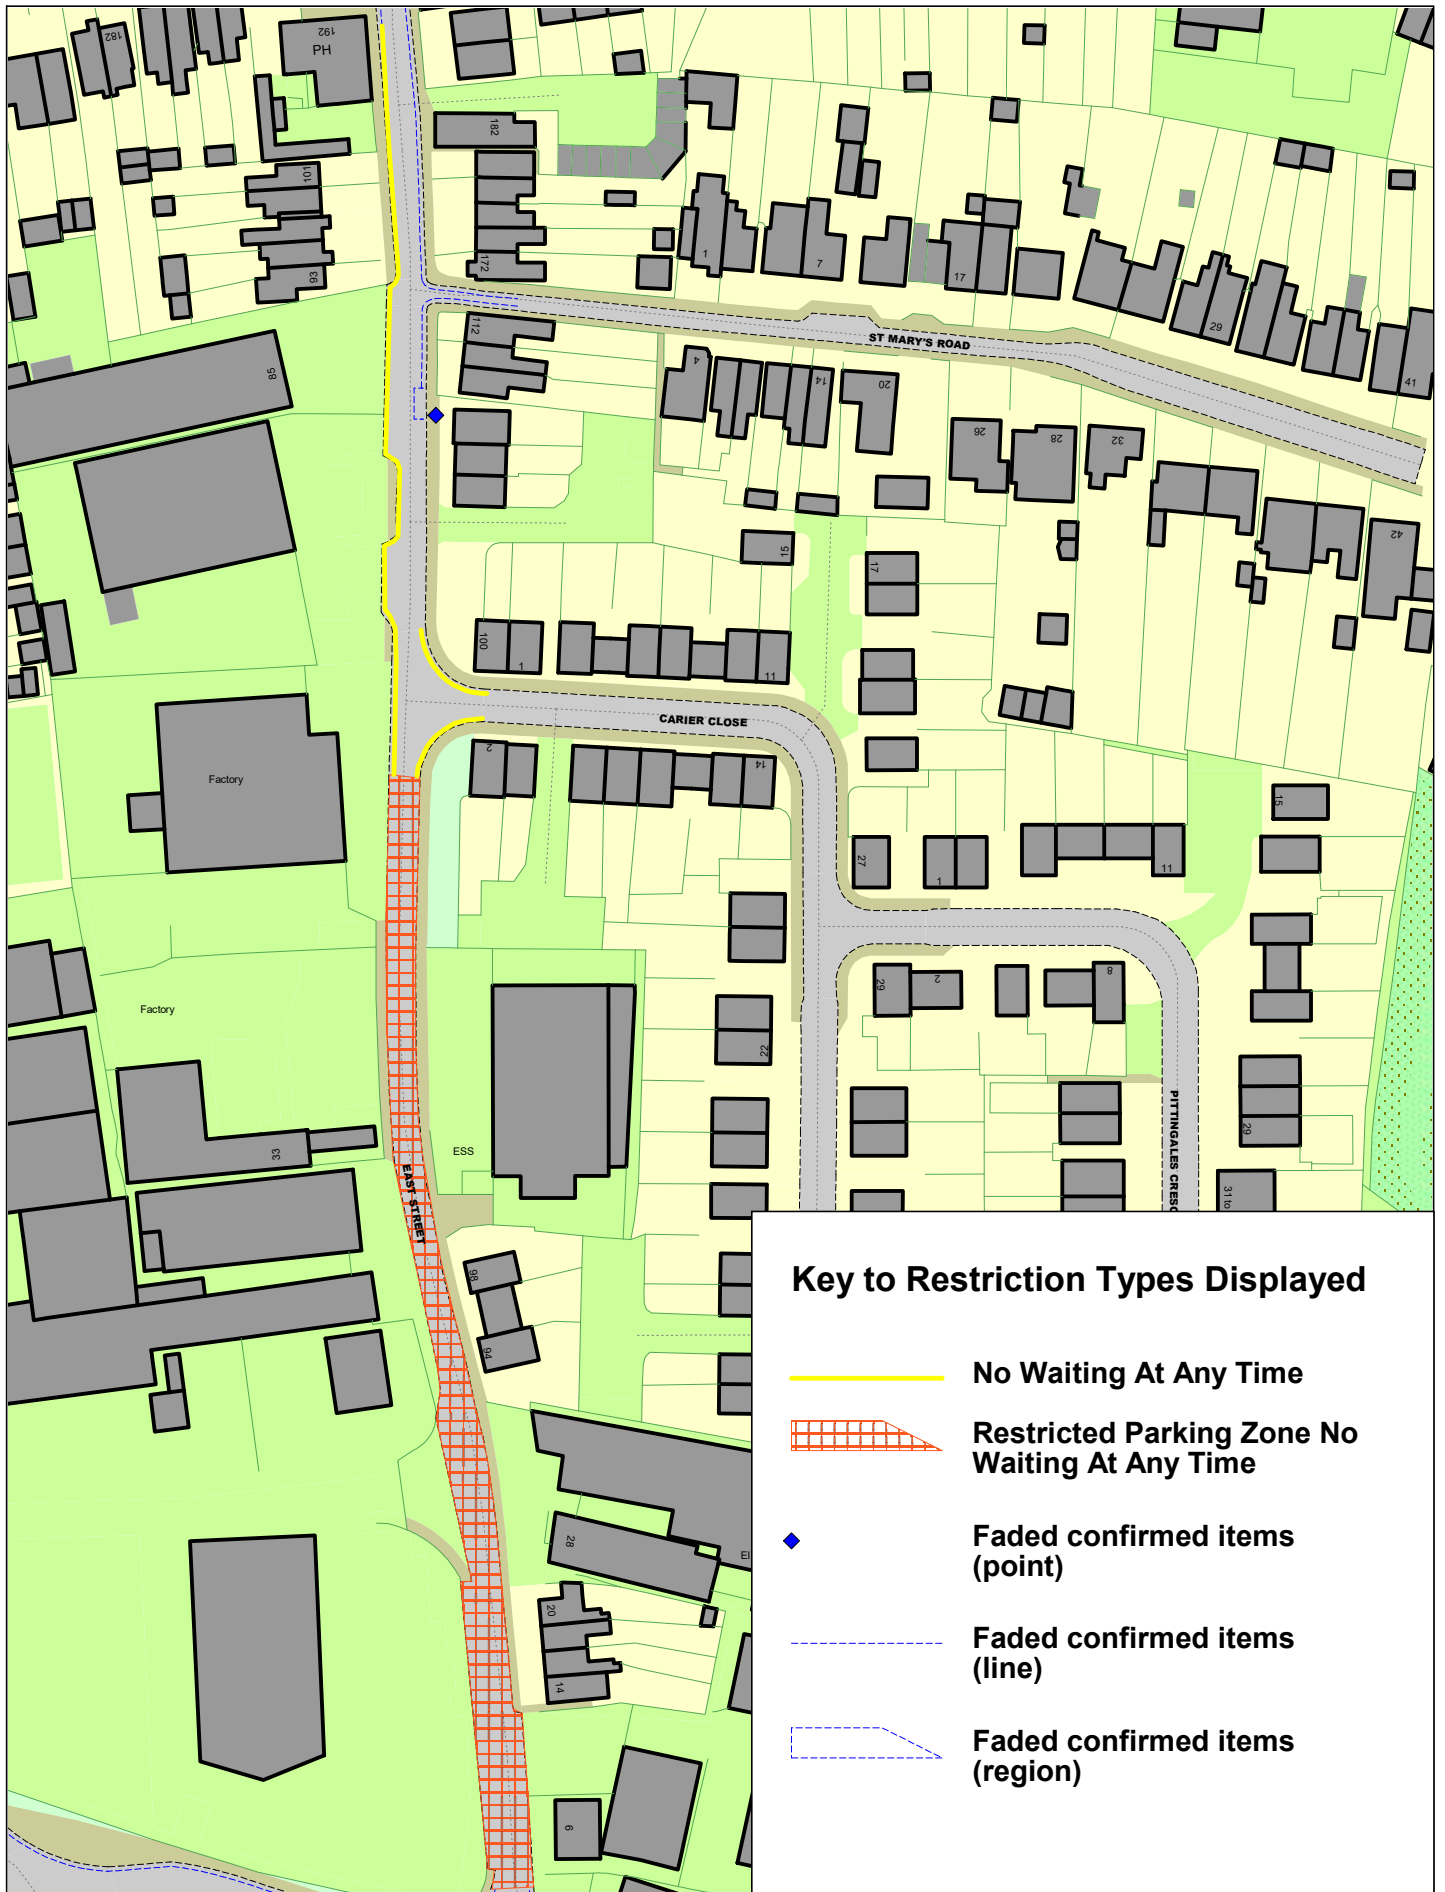 182
192
PH
182
101
93
172
1
7
17
29
41
ST MARY'S ROAD
112
85
4
14
20
26
28
32
42
15
17
100
1
11
CARIER CLOSE
2
14
Factory
15
27
1
11
29
2
8
22
Factory
33
ESS
EAST STREET
PITTINGALES CRESC
29
31 to
98
94
28
El
20
14
6
Key to Restriction Types Displayed
No Waiting At Any Time
Restricted Parking Zone No
Waiting At Any Time
Faded confirmed items
(point)
Faded confirmed items
(line)
Faded confirmed items
(region)